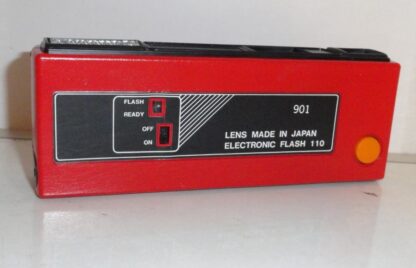 FLASH
READY
OFF
ON
901
LENS MADE IN JAPAN
ELECTRONIC FLASH 110